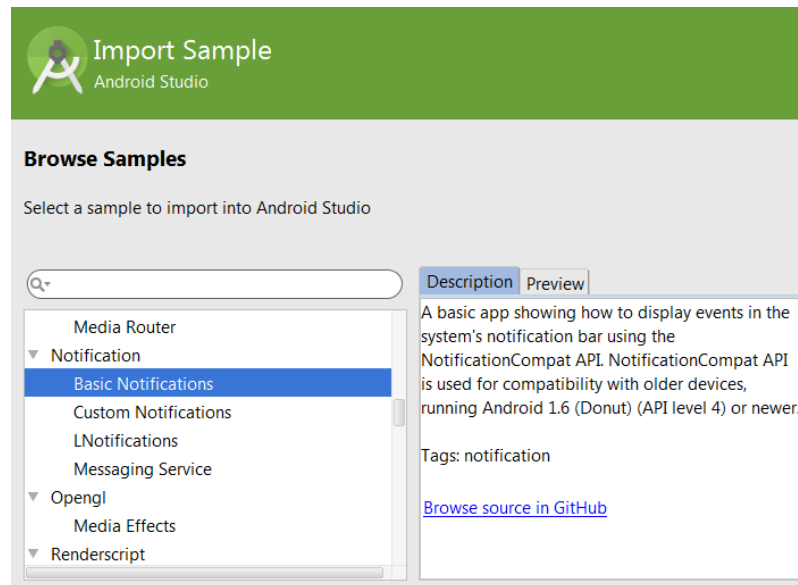 Import Sample
Android Studio
Browse Samples
Select a sample to import into Android Studio
Media Router
Notification
Basic Notifications
Custom Notifications
LNotifications
Messaging Service
Opengl
Media Effects
Renderscript
Description Preview
A basic app showing how to display events in the
system's notification bar using the
NotificationCompat API. NotificationCompat API
is used for compatibility with older devices,
running Android 1.6 (Donut) (API level 4) or newer.
Tags: notification
Browse source in GitHub